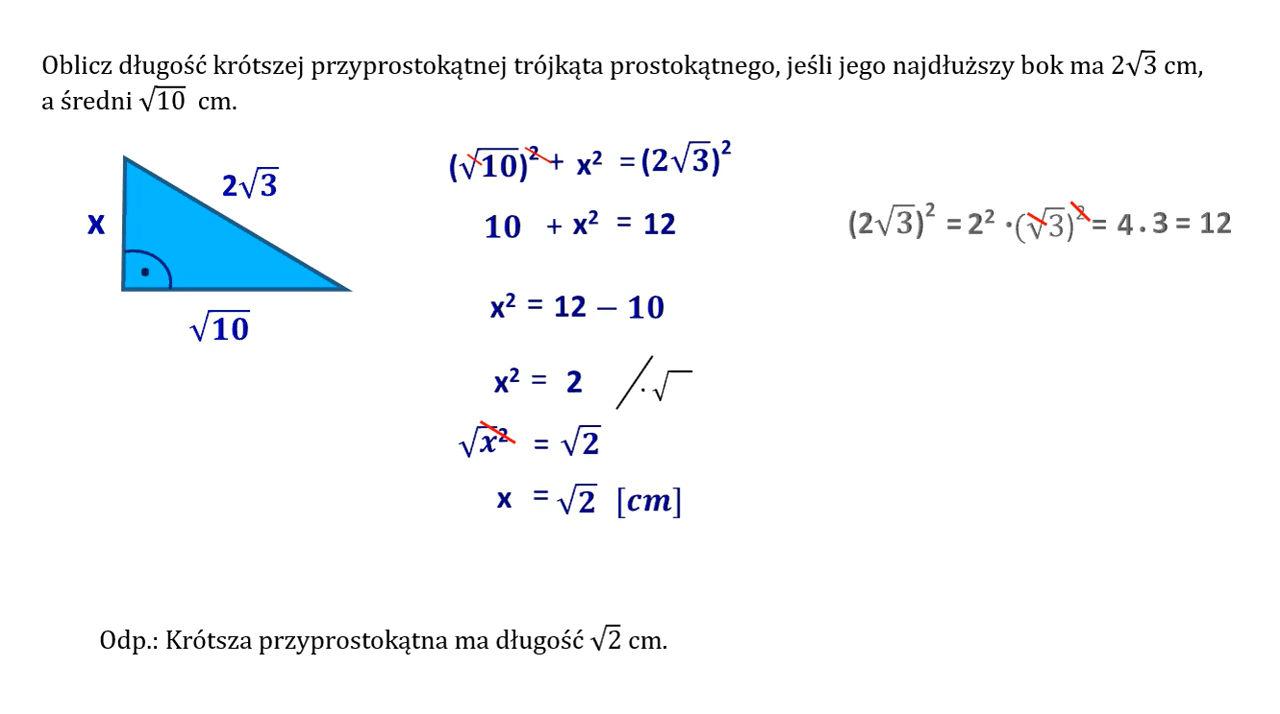 Oblicz długość krótszej przyprostokątnej trójkąta prostokątnego, jeśli jego najdłuższy bok ma 2√3 cm,
a średni √10 cm.
2√3
x
√10
(√10)² + x² = (2√3)²
10 + x² = 12
x² = 12 − 10
x² = 2 /·√
√x² = √2
x = √2 [cm]
(2√3)² = 2² · (√3)² = 4 . 3 = 12
Odp.: Krótsza przyprostokątna ma długość √2 cm.